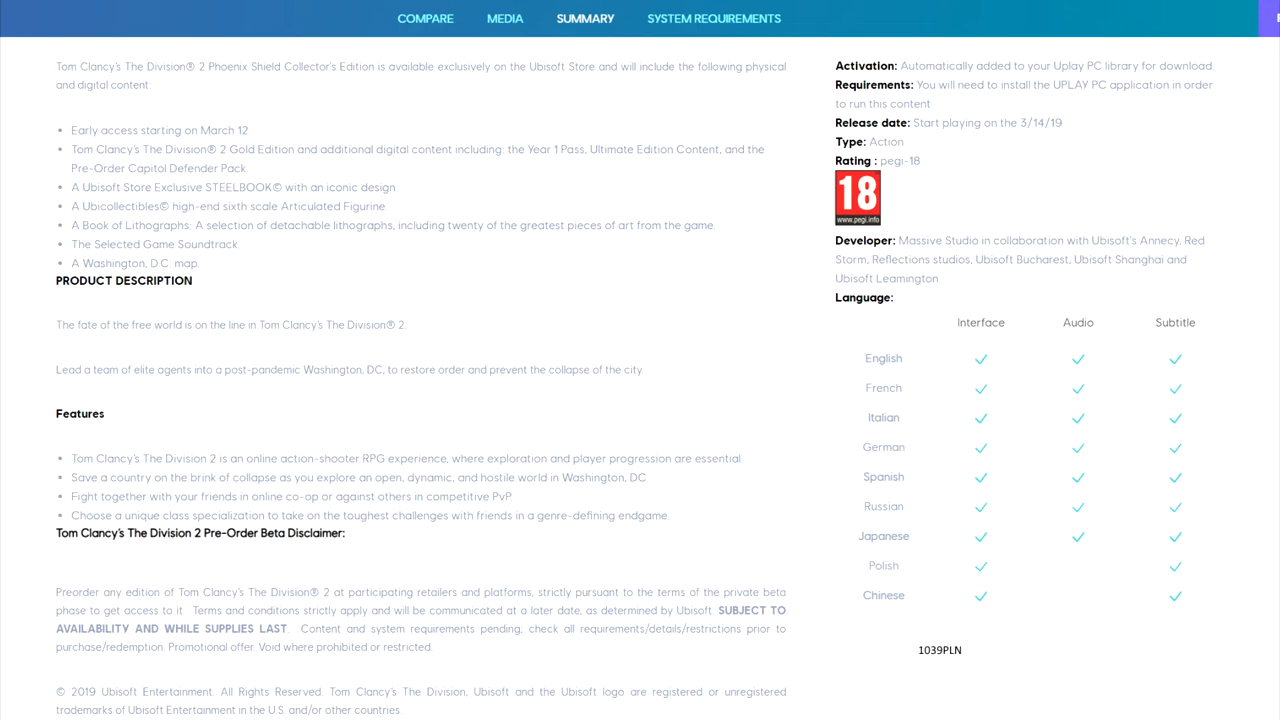 COMPARE MEDIA SUMMARY SYSTEM REQUIREMENTS
Tom Clancy's The Division® 2 Phoenix Shield Collector's Edition is available exclusively on the Ubisoft Store and will include the following physical
and digital content:
• Early access starting on March 12
• Tom Clancy's The Division® 2 Gold Edition and additional digital content including: the Year 1 Pass, Ultimate Edition Content, and the
Pre-Order Capitol Defender Pack.
• A Ubisoft Store Exclusive STEELBOOK© with an iconic design.
• A Ubicollectibles© high-end sixth scale Articulated Figurine
• A Book of Lithographs: A selection of detachable lithographs, including twenty of the greatest pieces of art from the game.
• The Selected Game Soundtrack.
• A Washington, D.C. map.
PRODUCT DESCRIPTION
The fate of the free world is on the line in Tom Clancy's The Division® 2.
Lead a team of elite agents into a post-pandemic Washington, DC, to restore order and prevent the collapse of the city.
Features
• Tom Clancy's The Division 2 is an online action-shooter RPG experience, where exploration and player progression are essential.
• Save a country on the brink of collapse as you explore an open, dynamic, and hostile world in Washington, DC.
• Fight together with your friends in online co-op or against others in competitive PvP.
• Choose a unique class specialization to take on the toughest challenges with friends in a genre-defining endgame.
Tom Clancy's The Division 2 Pre-Order Beta Disclaimer:
Preorder any edition of Tom Clancy's The Division® 2 at participating retailers and platforms, strictly pursuant to the terms of the private beta
phase to get access to it. Terms and conditions strictly apply and will be communicated at a later date, as determined by Ubisoft. SUBJECT TO
AVAILABILITY AND WHILE SUPPLIES LAST. Content and system requirements pending; check all requirements/details/restrictions prior to
purchase/redemption. Promotional offer. Void where prohibited or restricted.
© 2019 Ubisoft Entertainment. All Rights Reserved. Tom Clancy's The Division, Ubisoft and the Ubisoft logo are registered or unregistered
trademarks of Ubisoft Entertainment in the U.S. and/or other countries.
Activation: Automatically added to your Uplay PC library for download.
Requirements: You will need to install the UPLAY PC application in order
to run this content
Release date: Start playing on the 3/14/19
Type: Action
Rating : pegi-18
18
www.pegi.info
Developer: Massive Studio in collaboration with Ubisoft's Annecy, Red
Storm, Reflections studios, Ubisoft Bucharest, Ubisoft Shanghai and
Ubisoft Leamington
Language:
Interface Audio Subtitle
English
French
Italian
German
Spanish
Russian
Japanese
Polish
Chinese
1039PLN